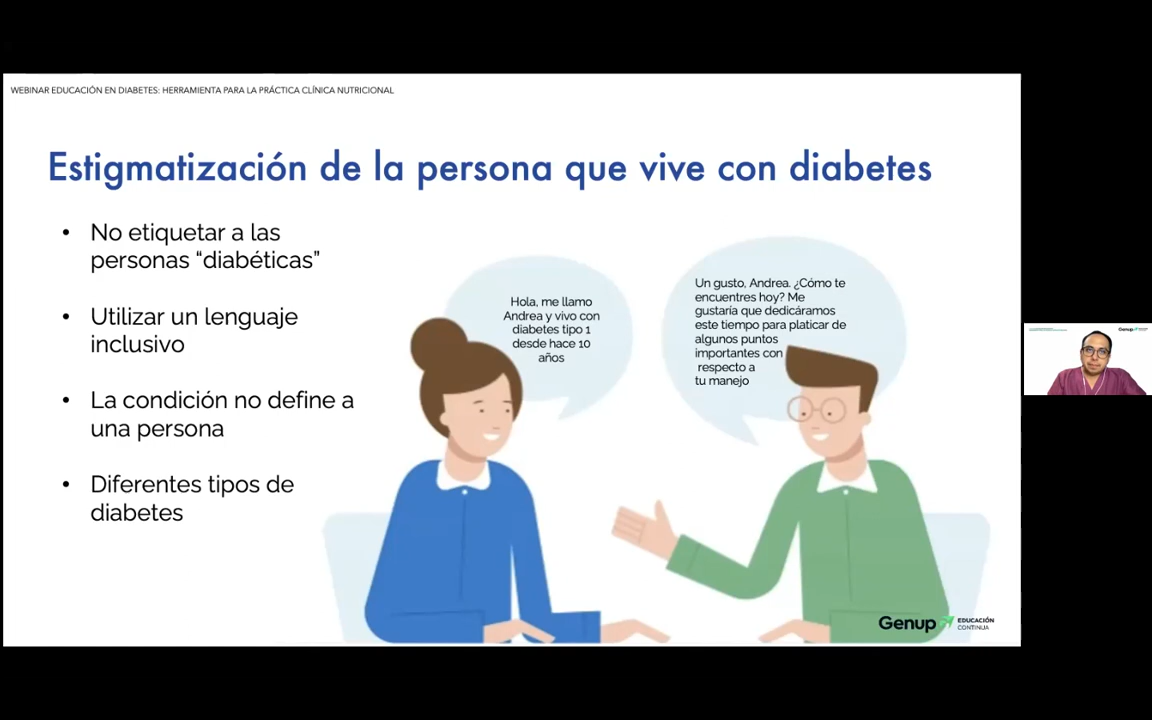 WEBINAR EDUCACIÓN EN DIABETES: HERRAMIENTA PARA LA PRÁCTICA CLÍNICA NUTRICIONAL
Estigmatización de la persona que vive con diabetes
• No etiquetar a las
personas “diabéticas”
• Utilizar un lenguaje
inclusivo
• La condición no define a
una persona
• Diferentes tipos de
diabetes
Hola, me llamo
Andrea y vivo con
diabetes tipo 1
desde hace 10
años
Un gusto, Andrea. ¿Cómo te
encuentres hoy? Me
gustaría que dedicáramos
este tiempo para platicar de
algunos puntos
importantes con
respecto a
tu manejo
Genup EDUCACIÓN
CONTINUA
Genup